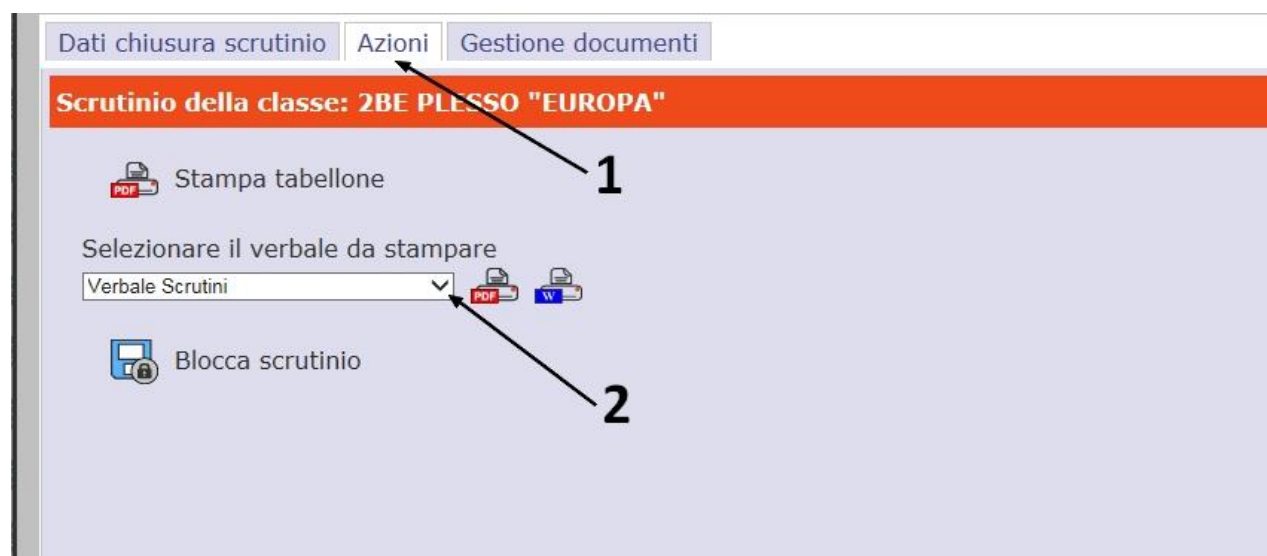 Dati chiusura scrutinio Azioni Gestione documenti
Scrutinio della classe: 2BE PLESSO "EUROPA"
1
PDF Stampa tabellone
Selezionare il verbale da stampare
Verbale Scrutini PDF W
Blocca scrutinio
2